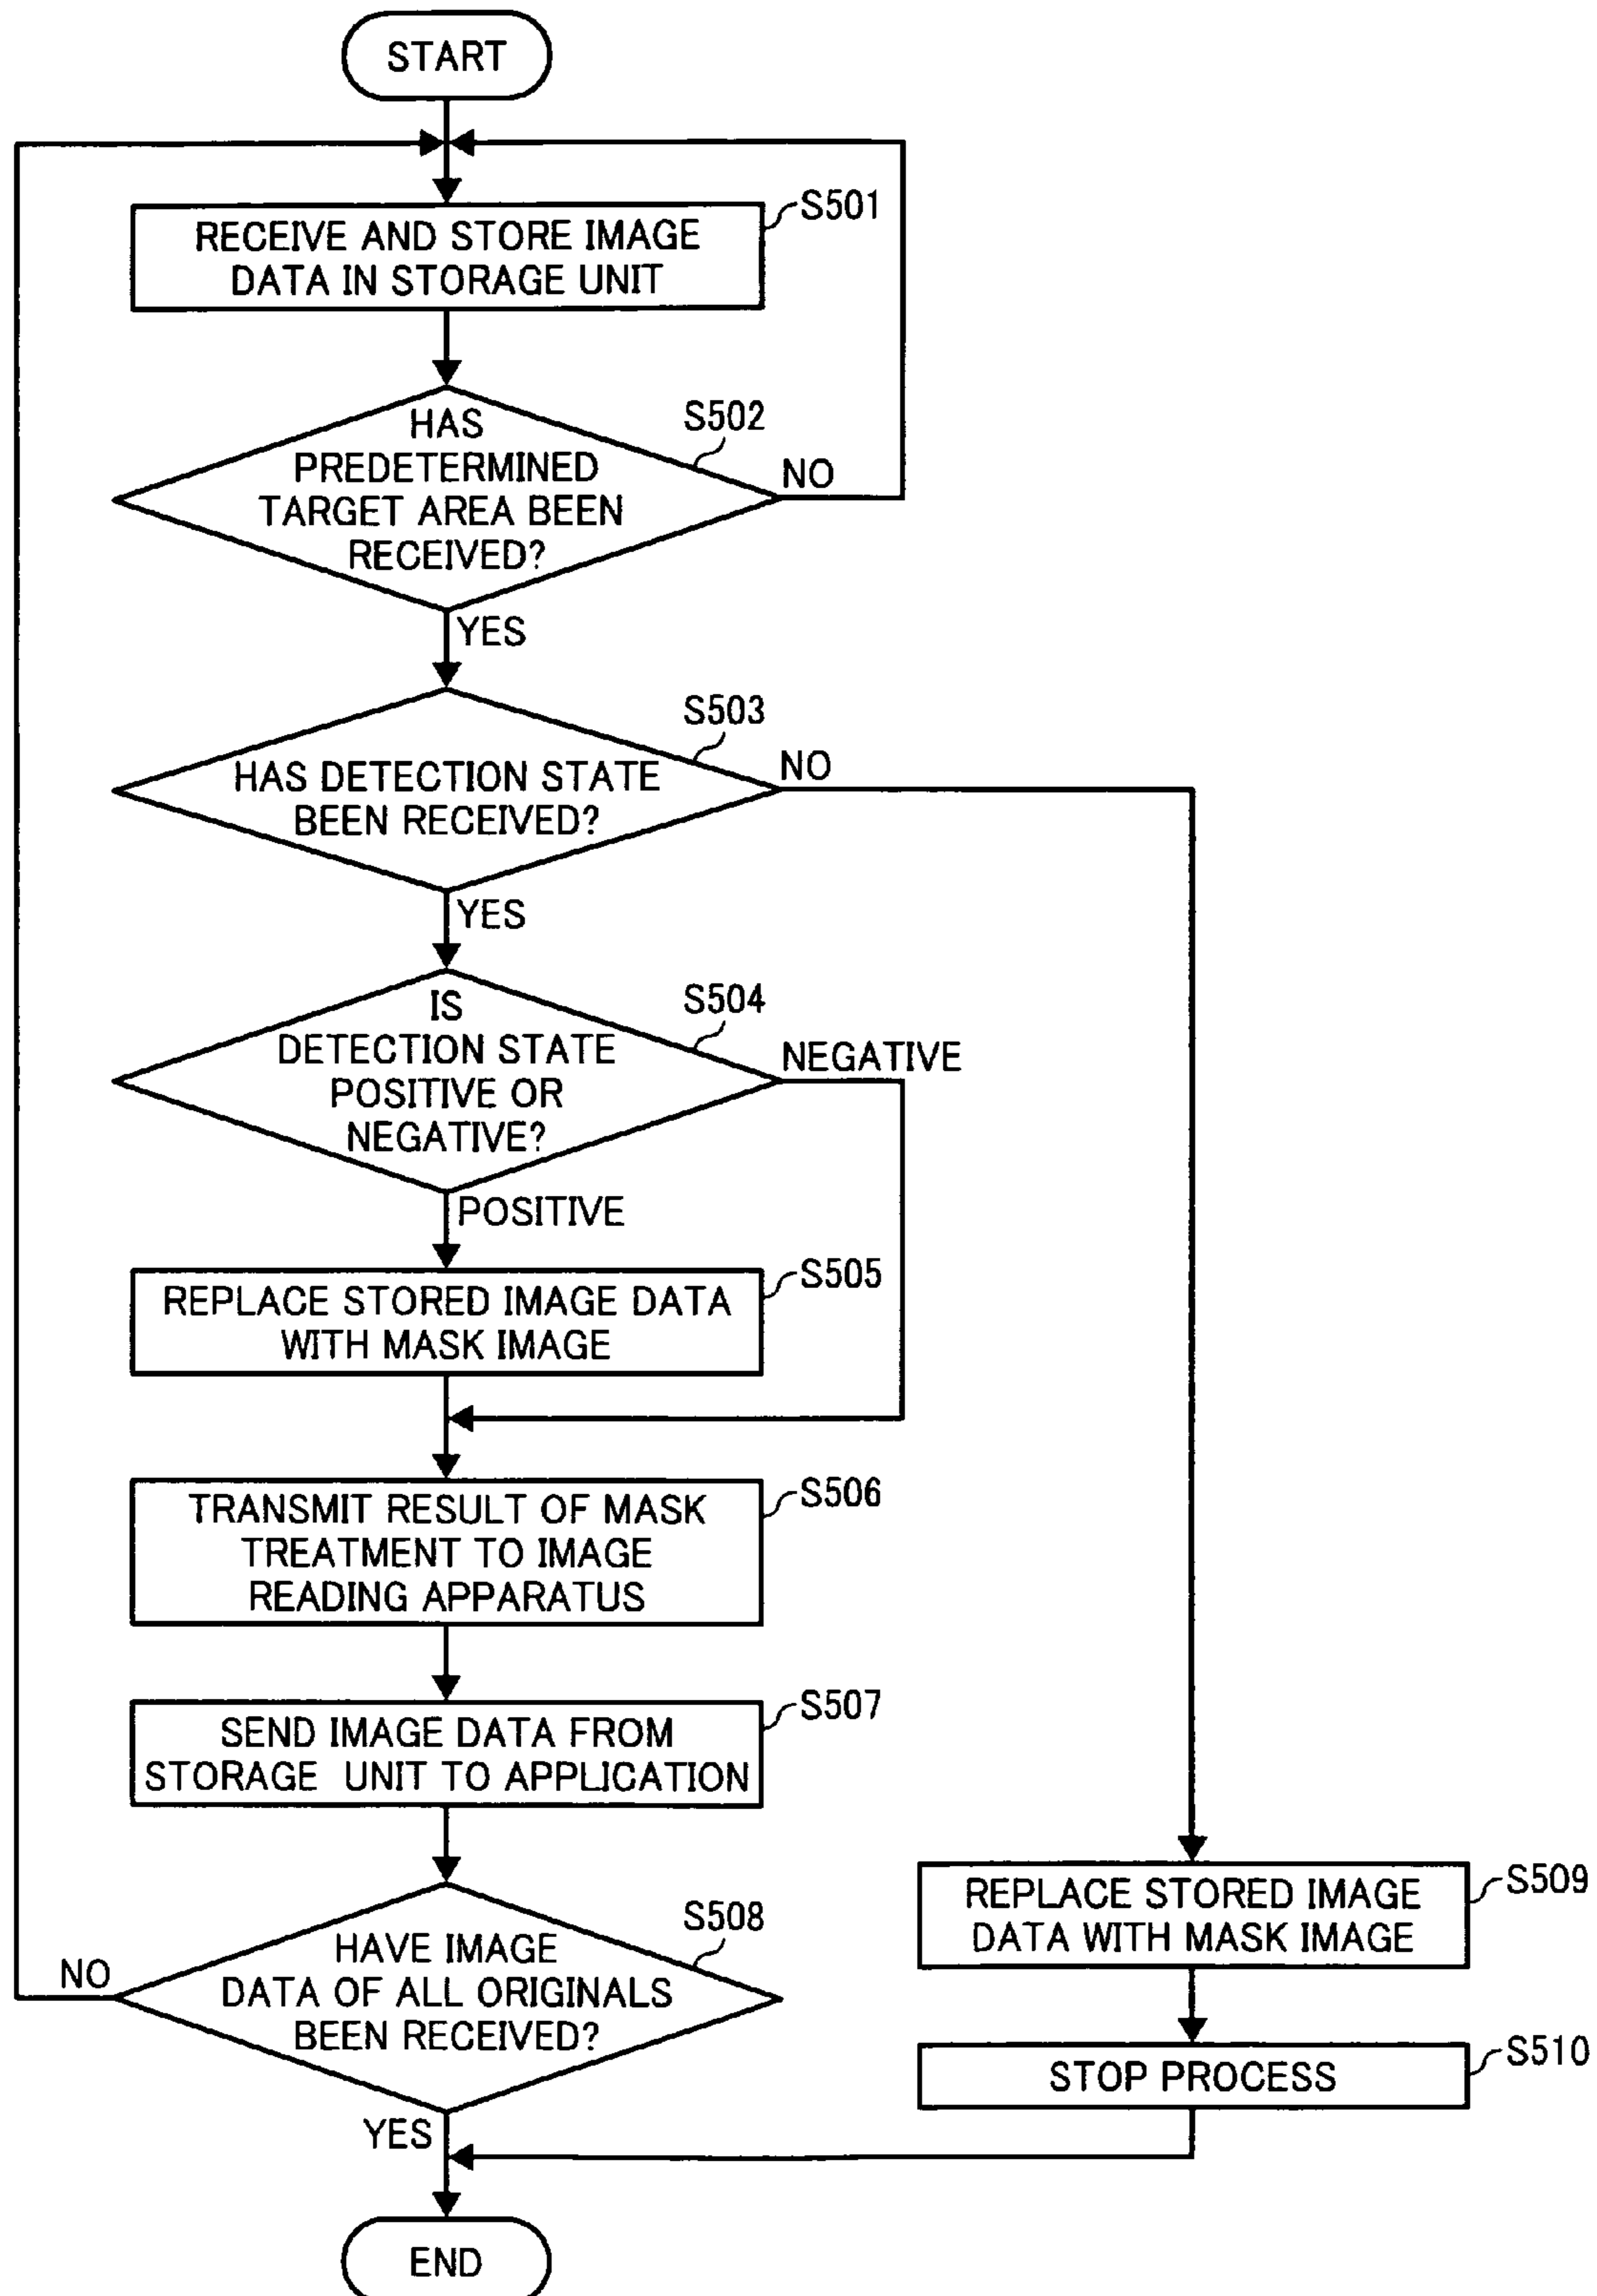 START
S501
RECEIVE AND STORE IMAGE
DATA IN STORAGE UNIT
S502
HAS
PREDETERMINED
TARGET AREA BEEN
RECEIVED?
NO
YES
S503
HAS DETECTION STATE
BEEN RECEIVED?
NO
YES
S504
IS
DETECTION STATE
POSITIVE OR
NEGATIVE?
NEGATIVE
POSITIVE
S505
REPLACE STORED IMAGE DATA
WITH MASK IMAGE
S506
TRANSMIT RESULT OF MASK
TREATMENT TO IMAGE
READING APPARATUS
S507
SEND IMAGE DATA FROM
STORAGE UNIT TO APPLICATION
S508
HAVE IMAGE
DATA OF ALL ORIGINALS
BEEN RECEIVED?
NO
YES
S509
REPLACE STORED IMAGE
DATA WITH MASK IMAGE
S510
STOP PROCESS
END